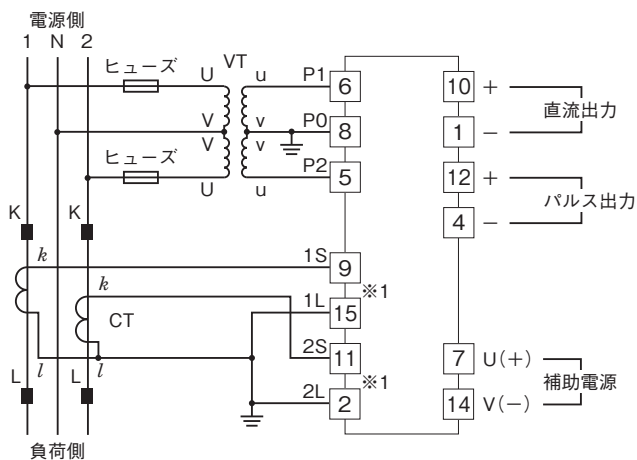 電源側
1 N 2
ヒューズ
U VT u P1 6 10 +
直流出力
V v P0 8 1 −
V v
ヒューズ
U u P2 5 12 +
パルス出力
4 −
K K
k 1S 9
※1
k 1L 15
CT
2S 11 7 U(+)
※1
補助電源
L l L l 2L 2 14 V(−)
負荷側